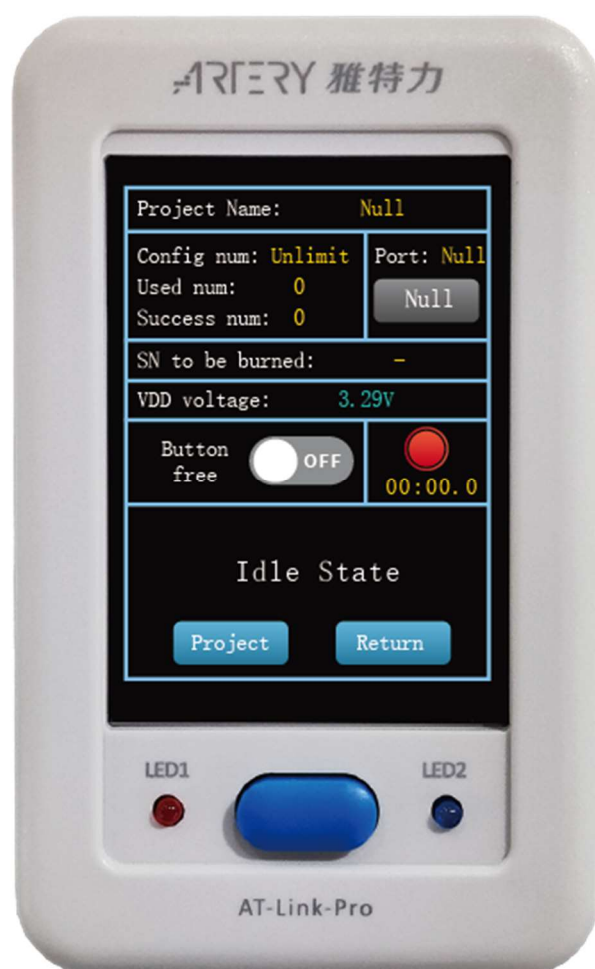 ARTERY 雅特力
Project Name: Null
Config num: Unlimit
Used num: 0
Success num: 0
Port: Null
Null
SN to be burned: -
VDD voltage: 3.29V
Button
free
OFF
00:00.0
Idle State
Project
Return
LED1
LED2
AT-Link-Pro